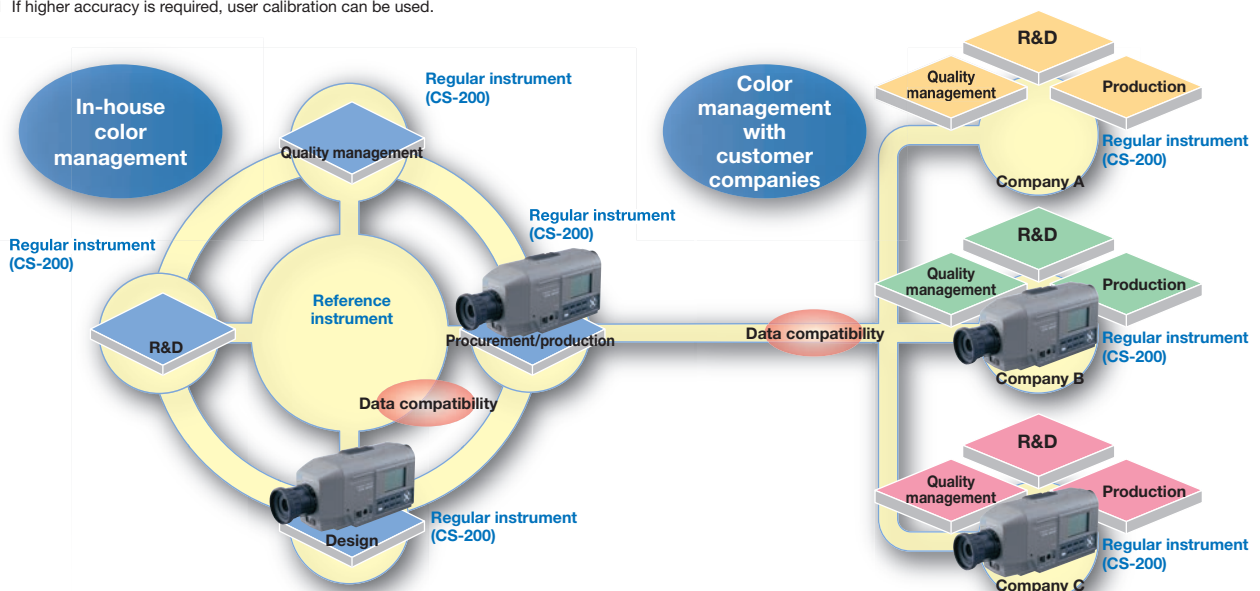 If higher accuracy is required, user calibration can be used.
In-house
color
management
Regular instrument
(CS-200)
Quality management
Regular instrument
(CS-200)
Regular instrument
(CS-200)
Reference
instrument
R&D
Procurement/production
Data compatibility
Design
Regular instrument
(CS-200)
Color
management
with
customer
companies
Data compatibility
R&D
Quality
management
Production
Regular instrument
(CS-200)
Company A
R&D
Quality
management
Production
Regular instrument
(CS-200)
Company B
R&D
Quality
management
Production
Regular instrument
(CS-200)
Company C